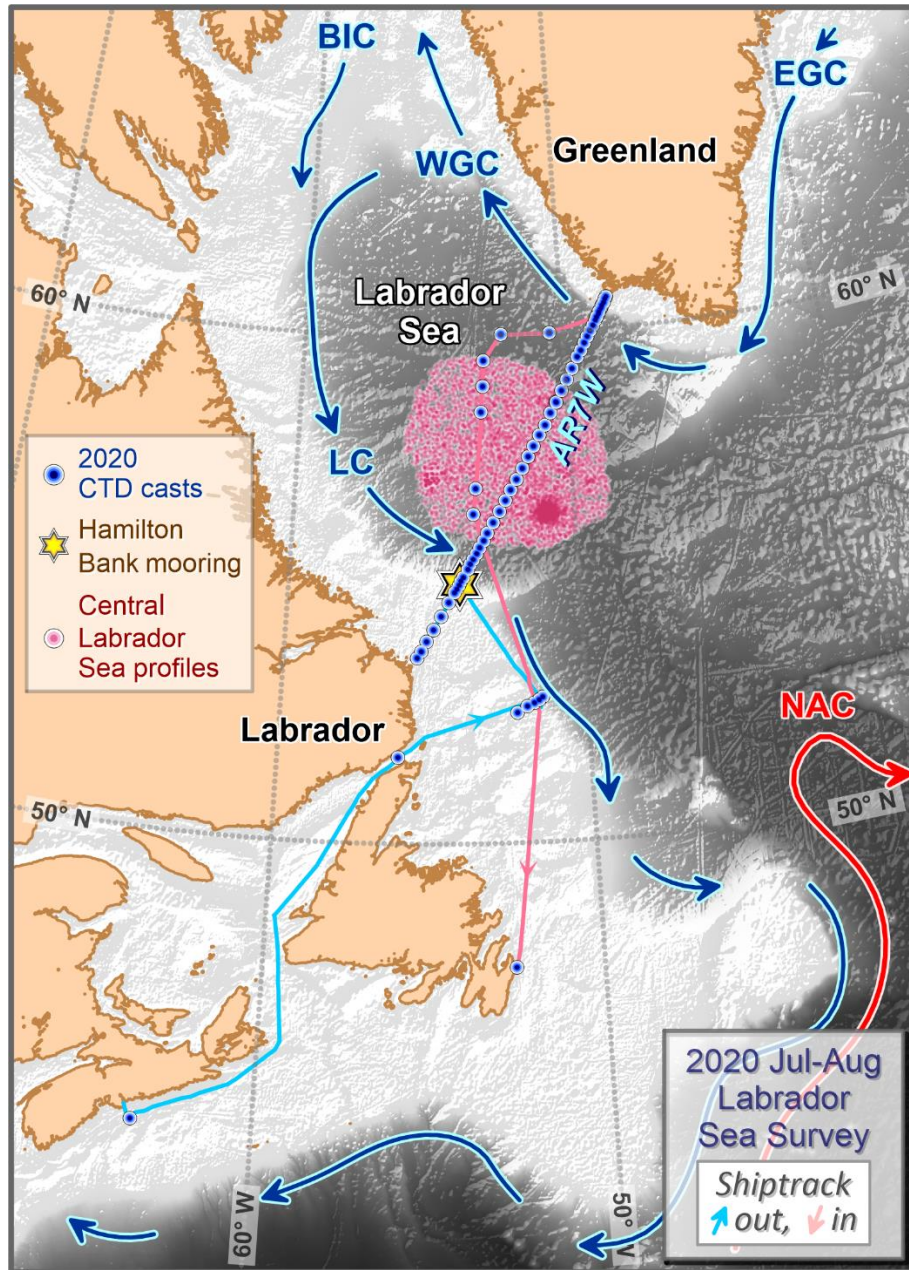 BIC
EGC
WGC
Greenland
60° N
60° N
Labrador
Sea
AR7W
LC
2020
CTD casts
Hamilton
Bank mooring
Central
Labrador
Sea profiles
Labrador
NAC
50° N
50° N
2020 Jul-Aug
Labrador
Sea Survey
Shiptrack
out, in
60° W
50° W